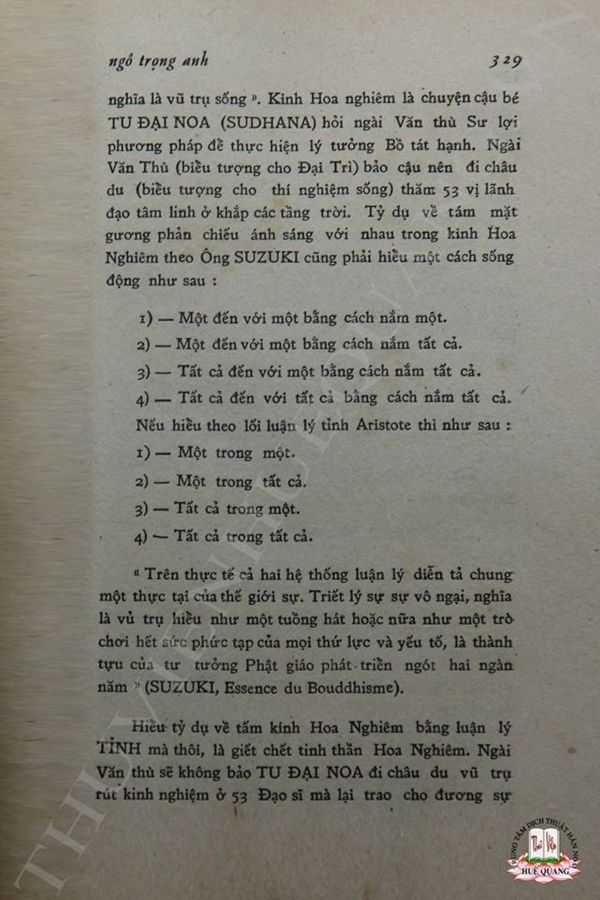 ngô trọng anh 329
nghĩa là vũ trụ sống ». Kinh Hoa nghiêm là chuyện cậu bé
TU ĐẠI NOA (SUDHANA) hỏi ngài Văn thù Sư lợi
phương pháp để thực hiện lý tưởng Bồ tát hạnh. Ngài
Văn Thù (biểu tượng cho Đại Trì) bảo cậu nên đi châu
du (biểu tượng cho thí nghiệm sống) thăm 53 vị lãnh
đạo tâm linh ở khắp các tầng trời. Tỷ dụ về tám mặt
gương phản chiếu ánh sáng với nhau trong kinh Hoa
Nghiêm theo Ông SUZUKI cũng phải hiểu một cách sống
động như sau :
1) — Một đến với một bằng cách nắm một.
2) — Một đến với một bằng cách nắm tất cả.
3) — Tất cả đến với một bằng cách nắm tất cả.
4) — Tất cả đến với tất cả bằng cách nắm tất cả.
Nếu hiểu theo lối luận lý tỉnh Aristote thì như sau :
1) — Một trong một.
2) — Một trong tất cả.
3) — Tất cả trong một.
4) — Tất cả trong tất cả.
« Trên thực tế cả hai hệ thống luận lý diễn tả chung
một thực tại của thế giới sự. Triết lý sự sự vô ngại, nghĩa
là vủ trụ hiểu như một tuồng hát hoặc nữa như một trò
chơi hết sức phức tạp của mọi thứ lực và yếu tố, là thành
tựu của tư tưởng Phật giáo phát triển ngót hai ngàn
năm » (SUZUKI, Essence du Bouddhisme).
Hiểu tỷ dụ về tấm kính Hoa Nghiêm bằng luận lý
TỈNH mà thôi, là giết chết tinh thần Hoa Nghiêm. Ngài
Văn thù sẽ không bảo TU ĐẠI NOA đi châu du vũ trụ
rút kinh nghiệm ở 53 Đạo sĩ mà lại trao cho đương sự
TRUNG TÂM DỊCH THUẬT HÁN NÔM
HUỆ QUANG